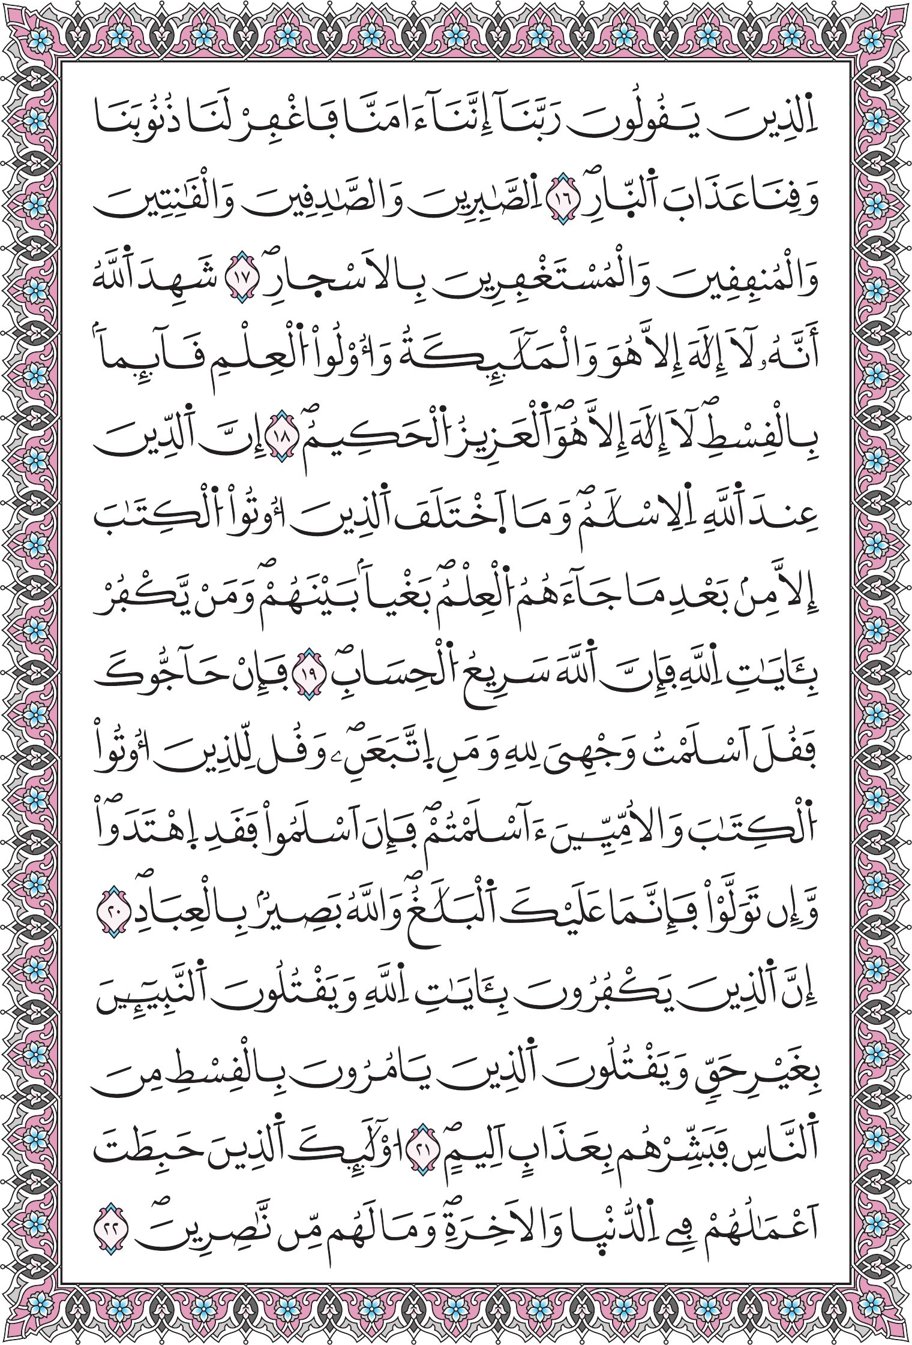 اِ۬لذِينَ يَقُولُونَ رَبَّنَآ إِنَّنَآ ءَامَنَّا فَاغْفِرْ لَنَا ذُنُوبَنَا
وَقِنَا عَذَابَ اَ۬لنّ۪ارِۖ ۝١٦ اِ۬لصَّٰبِرِينَ وَالصَّٰدِقِينَ وَالْقَٰنِتِينَ
وَالْمُنفِقِينَ وَالْمُسْتَغْفِرِينَ بِالَاسْح۪ارِۖ ۝١٧ شَهِدَ اَ۬للَّهُ
أَنَّهُۥ لَآ إِلَٰهَ إِلَّا هُوَ وَالْمَلَٰٓئِكَةُ وَأُوْلُواْ اُ۬لْعِلْمِ قَآئِماَۢ
بِالْقِسْطِۖ لَآ إِلَٰهَ إِلَّا هُوَۖ اَ۬لْعَزِيزُ اُ۬لْحَكِيمُۖ ۝١٨ إِنَّ اَ۬لدِّينَ
عِندَ اَ۬للَّهِ اِ۬لِاسْلَٰمُۖ وَمَا اَ۪خْتَلَفَ اَ۬لذِينَ أُوتُواْ اُ۬لْكِتَٰبَ
إِلَّا مِنۢ بَعْدِ مَا جَآءَهُمُ اُ۬لْعِلْمُۖ بَغْياَۢ بَيْنَهُمْۖ وَمَنْ يَّكْفُرْ
بِـَٔايَٰتِ اِ۬للَّهِ فَإِنَّ اَ۬للَّهَ سَرِيعُ اُ۬لْحِسَابِۖ ۝١٩ فَإِنْ حَآجُّوكَ
فَقُلَ اَسْلَمْتُ وَجْهِيَ لِلهِ وَمَنِ اِ۪تَّبَعَنِۦۖ وَقُل لِّلذِينَ أُوتُواْ
اُ۬لْكِتَٰبَ وَالُامِّيِّـۧنَ ءَآسْلَمْتُمْۖ فَإِنَ اَسْلَمُواْ فَقَدِ اِ۪هْتَدَواْۖ
وَّإِن تَوَلَّوْاْ فَإِنَّمَا عَلَيْكَ اَ۬لْبَلَٰغُۖ وَاللَّهُ بَصِيرُۢ بِالْعِبَادِۖ ۝٢٠
إِنَّ اَ۬لذِينَ يَكْفُرُونَ بِـَٔايَٰتِ اِ۬للَّهِ وَيَقْتُلُونَ اَ۬لنَّبِيٓـِٕينَ
بِغَيْرِ حَقّٖ وَيَقْتُلُونَ اَ۬لذِينَ يَامُرُونَ بِالْقِسْطِ مِنَ
اَ۬لنَّاسِ فَبَشِّرْهُم بِعَذَابٍ اَلِيمٍۖ ۝٢١ اُوْلَٰٓئِكَ اَ۬لذِينَ حَبِطَتَ
اَعْمَٰلُهُمْ فِے اِ۬لدُّنْي۪ا وَالَاخِرَةِۖ وَمَا لَهُم مِّن نَّٰصِرِينَۖ ۝٢٢